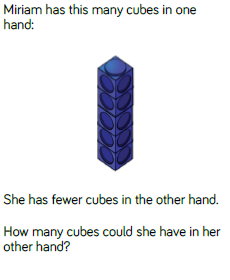 Miriam has this many cubes in one
hand:
She has fewer cubes in the other hand.
How many cubes could she have in her
other hand?